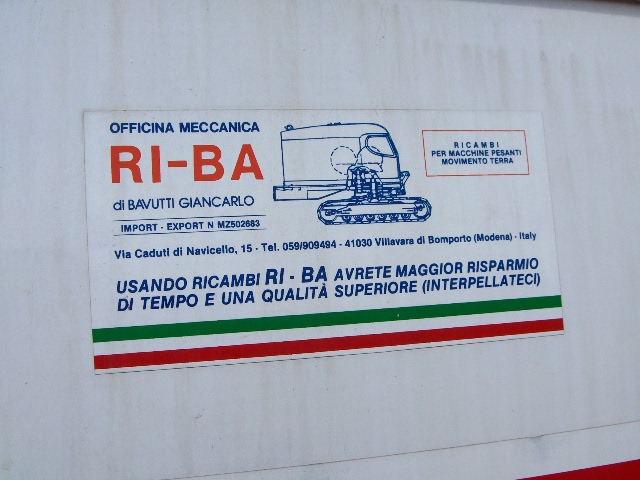 OFFICINA MECCANICA
RI-BA
di BAVUTTI GIANCARLO
IMPORT - EXPORT N MZ502683
RICAMBI
PER MACCHINE PESANTI
MOVIMENTO TERRA
Via Caduti di Navicello, 15 - Tel. 059/909494 - 41030 Villavara di Bomporto (Modena) - Italy
USANDO RICAMBI RI - BA AVRETE MAGGIOR RISPARMIO
DI TEMPO E UNA QUALITÀ SUPERIORE (INTERPELLATECI)